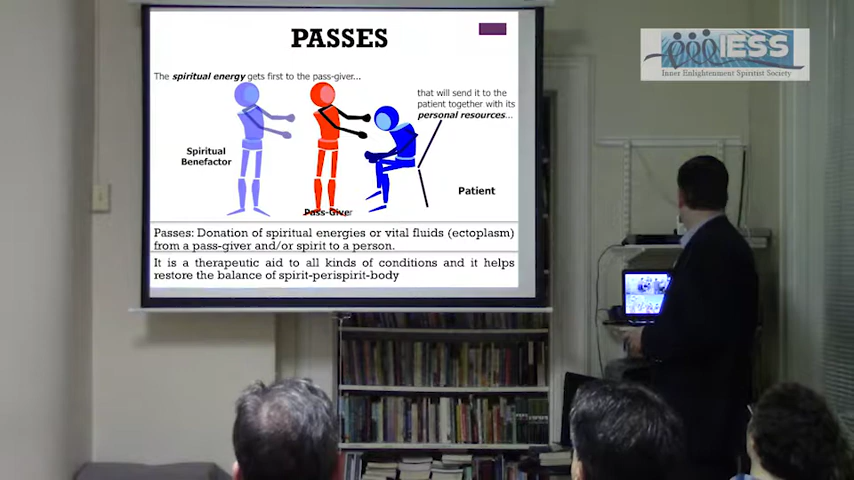 PASSES
The spiritual energy gets first to the pass-giver...
that will send it to the
patient together with its
personal resources...
Spiritual
Benefactor
Patient
Pass-Giver
Passes: Donation of spiritual energies or vital fluids (ectoplasm)
from a pass-giver and/or spirit to a person.
It is a therapeutic aid to all kinds of conditions and it helps
restore the balance of spirit-perispirit-body
IESS
Inner Enlightenment Spiritist Society